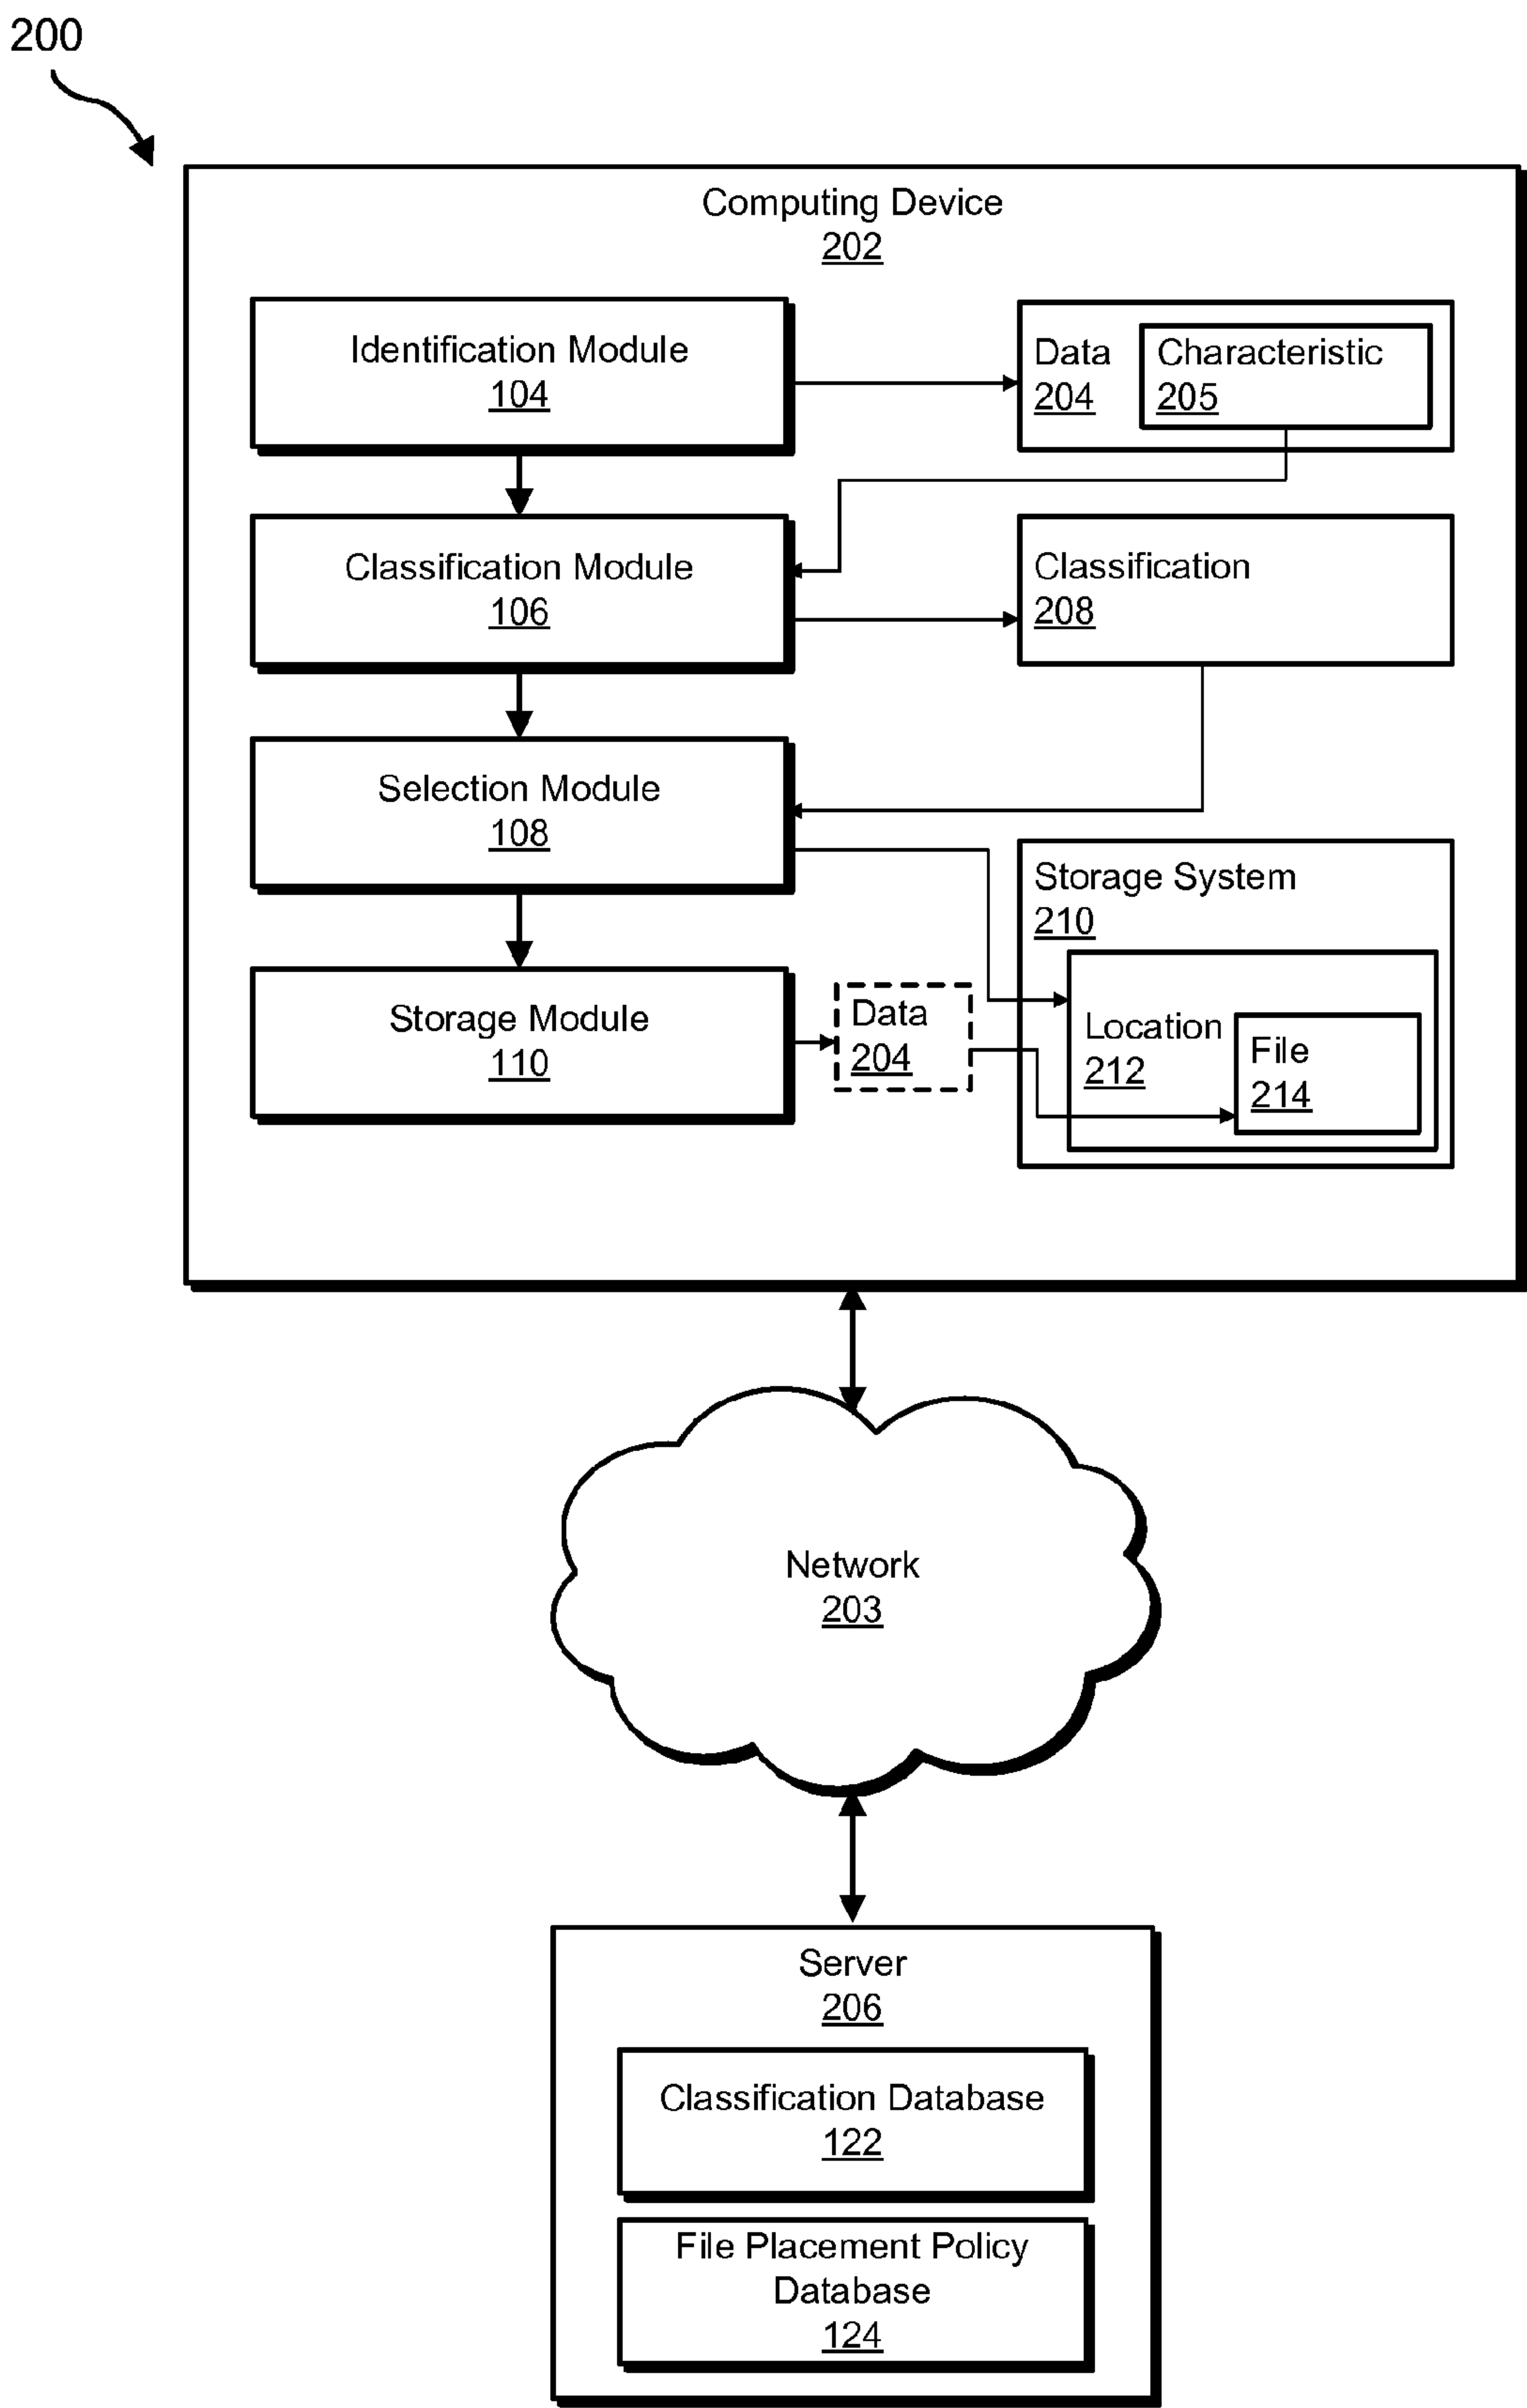 200
Computing Device
202
Identification Module
104
Data
204
Characteristic
205
Classification Module
106
Classification
208
Selection Module
108
Storage System
210
Storage Module
110
Data
204
Location
212
File
214
Network
203
Server
206
Classification Database
122
File Placement Policy
Database
124